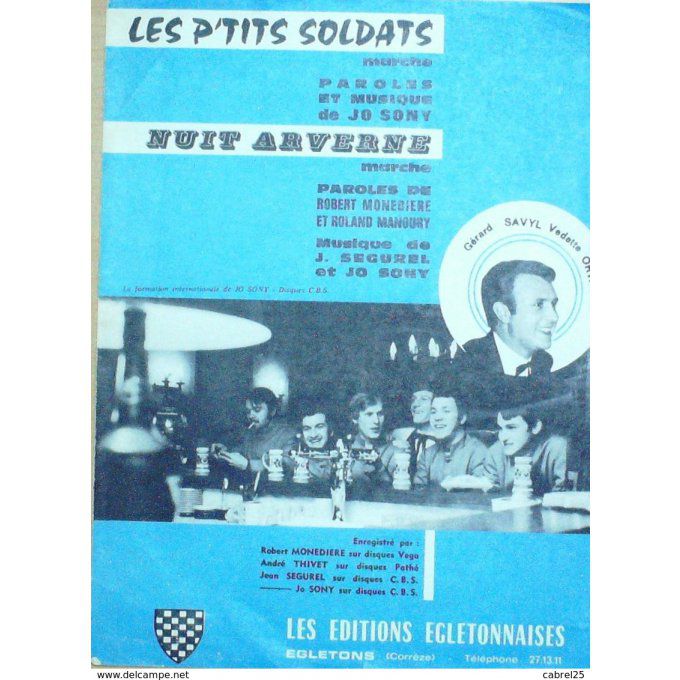 LES P'TITS SOLDATS
marche
PAROLES
ET MUSIQUE
de JO SONY
NUIT ARVERNE
marche
PAROLES DE
ROBERT MONEDIERE
ET ROLAND MANOURY
Musique de
J. SEGUREL
et JO SONY
Gérard SAVYL Vedette
La formation internationale de JO SONY - Disques C.B.S.
Enregistré par :
Robert MONEDIERE sur disques Vega
André THIVET sur disques Pathé
Jean SEGUREL sur disques C.B.S.
Jo SONY sur disques C.B.S.
LES EDITIONS EGLETONNAISES
EGLETONS (Corrèze) - Téléphone 27.13.11
www.delcampe.net
cabrel25